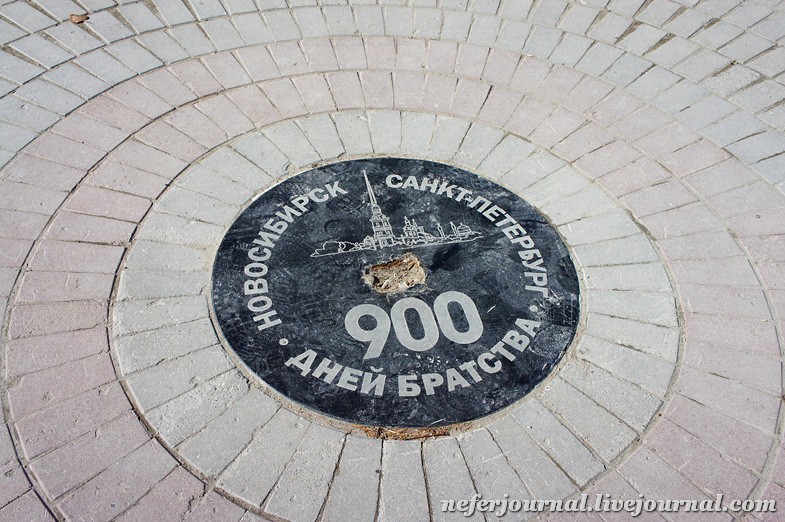 НОВОСИБИРСК
САНКТ-ПЕТЕРБУРГ
900
• ДНЕЙ БРАТСТВА •
neferjournal.livejournal.com